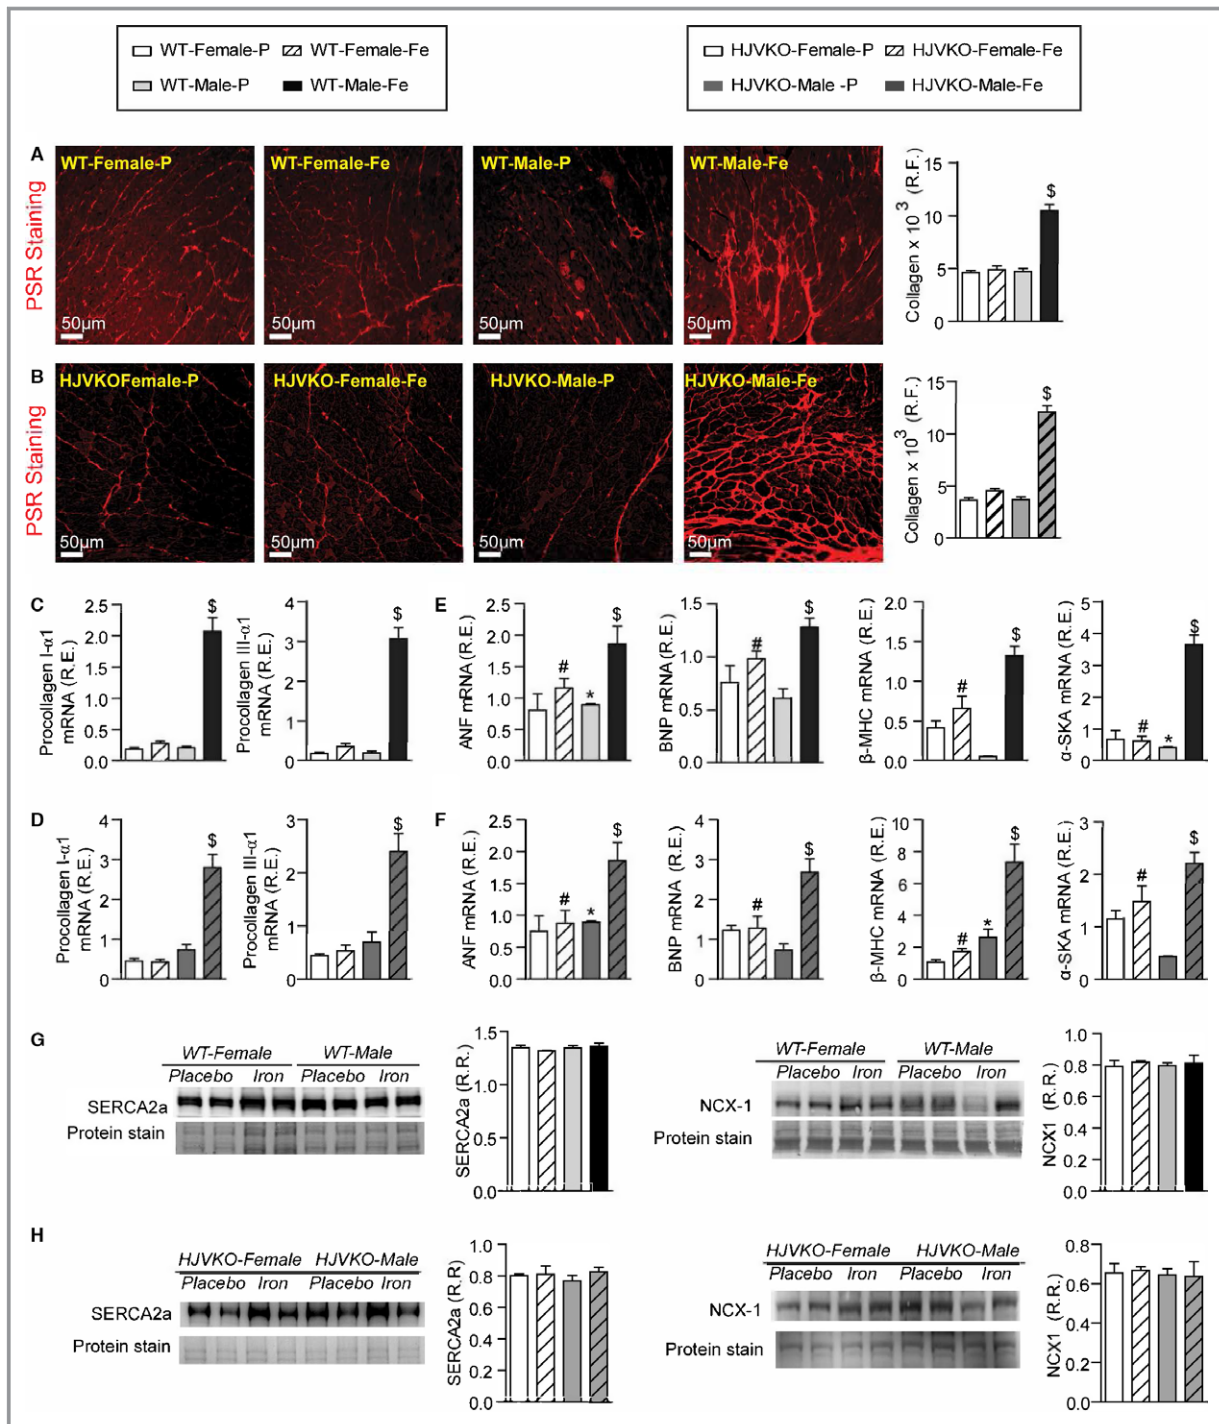 WT-Female-P WT-Female-Fe
WT-Male-P WT-Male-Fe
HJVKO-Female-P HJVKO-Female-Fe
HJVKO-Male -P HJVKO-Male-Fe
A
PSR Staining
WT-Female-P
50µm
WT-Female-Fe
50µm
WT-Male-P
50µm
WT-Male-Fe
50µm
Collagen x 10³ (R.F.)
15
10
5
0
$
B
PSR Staining
HJVKOFemale-P
50µm
HJVKO-Female-Fe
50µm
HJVKO-Male-P
50µm
HJVKO-Male-Fe
50µm
Collagen x 10³ (R.F.)
15
10
5
0
$
C
Procollagen I-α1
mRNA (R.E.)
2.5
2.0
1.5
1.0
0.5
0.0
$
Procollagen III-α1
mRNA (R.E.)
4
3
2
1
0
$
E
ANF mRNA (R.E.)
2.5
2.0
1.5
1.0
0.5
0.0
# * $
BNP mRNA (R.E.)
1.5
1.0
0.5
0.0
# $
β-MHC mRNA (R.E.)
2.0
1.5
1.0
0.5
0.0
# $
α-SKA mRNA (R.E.)
5
4
3
2
1
0
# * $
D
Procollagen I-α1
mRNA (R.E.)
4
3
2
1
0
$
Procollagen III-α1
mRNA (R.E.)
3
2
1
0
$
F
ANF mRNA (R.E.)
2.5
2.0
1.5
1.0
0.5
0.0
# * $
BNP mRNA (R.E.)
4
3
2
1
0
# $
β-MHC mRNA (R.E.)
10
8
6
4
2
0
# * $
α-SKA mRNA (R.E.)
3
2
1
0
# $
G
WT-Female WT-Male
Placebo Iron Placebo Iron
SERCA2a
Protein stain
SERCA2a (R.R.)
1.5
1.5
0.5
0.0
WT-Female WT-Male
Placebo Iron Placebo Iron
NCX-1
Protein stain
NCX1 (R.R.)
1.0
0.8
0.6
0.4
0.2
0.0
H
HJVKO-Female HJVKO-Male
Placebo Iron Placebo Iron
SERCA2a
Protein stain
SERCA2a (R.R)
1.0
0.8
0.6
0.4
0.2
0.0
HJVKO-Female HJVKO-Male
Placebo Iron Placebo Iron
NCX-1
Protein stain
NCX1 (R.R.)
0.8
0.6
0.4
0.2
0.0